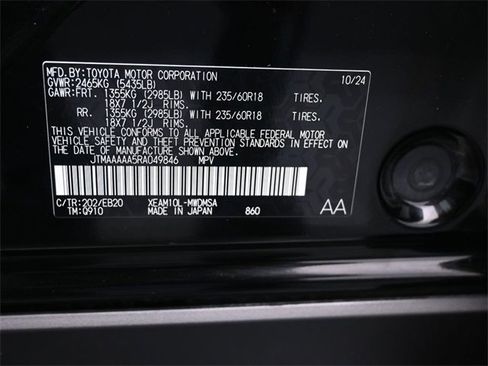 MFD. BY: TOYOTA MOTOR CORPORATION 10/24
GVWR: 2465KG (5435LB)
GAWR: FRT. 1355KG (2985LB) WITH 235/60R18 TIRES.
18X7 1/2J RIMS.
RR. 1355KG (2985LB) WITH 235/60R18 TIRES.
18X7 1/2J RIMS.
THIS VEHICLE CONFORMS TO ALL APPLICABLE FEDERAL MOTOR
VEHICLE SAFETY AND THEFT PREVENTION STANDARDS IN EFFECT
ON THE DATE OF MANUFACTURE SHOWN ABOVE.
JTMAAAAA5RA049846 MPV
C/TR: 202/EB20 XEAM10L-MWDMSA
TM: Q910 MADE IN JAPAN 860 AA